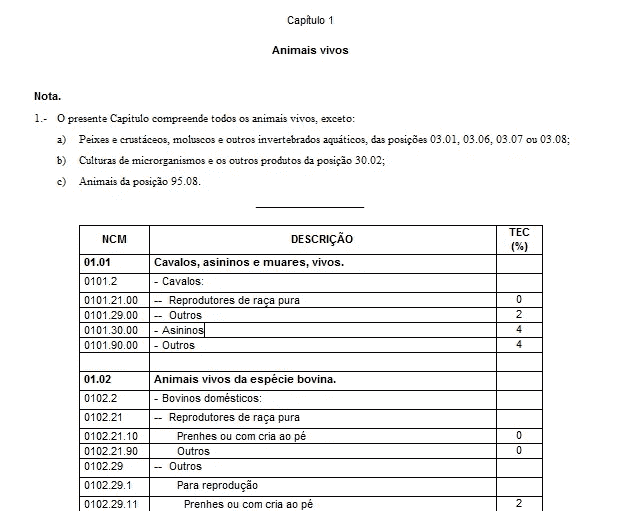 Capítulo 1
Animais vivos
Nota.
1.- O presente Capitulo compreende todos os animais vivos, exceto:
a) Peixes e crustáceos, moluscos e outros invertebrados aquáticos, das posições 03.01, 03.06, 03.07 ou 03.08;
b) Culturas de microrganismos e os outros produtos da posição 30.02;
c) Animais da posição 95.08.
NCM DESCRIÇÃO TEC (%)
01.01 Cavalos, asininos e muares, vivos.
0101.2 - Cavalos:
0101.21.00 -- Reprodutores de raça pura 0
0101.29.00 -- Outros 2
0101.30.00 - Asininos 4
0101.90.00 - Outros 4
01.02 Animais vivos da espécie bovina.
0102.2 - Bovinos domésticos:
0102.21 -- Reprodutores de raça pura
0102.21.10 Prenhes ou com cria ao pé 0
0102.21.90 Outros 0
0102.29 -- Outros
0102.29.1 Para reprodução
0102.29.11 Prenhes ou com cria ao pé 2